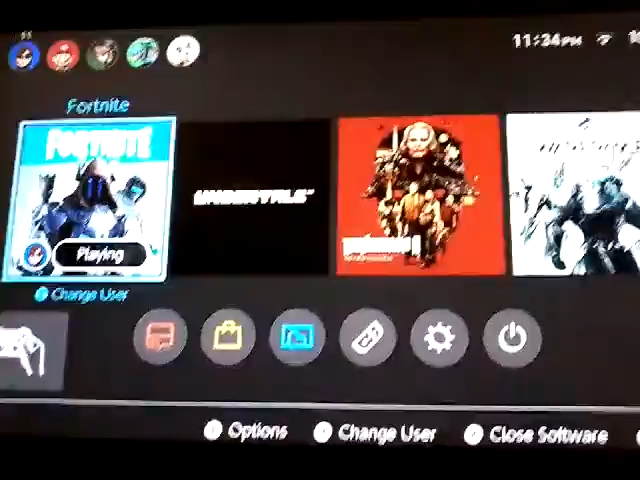 11:34 PM
Fortnite
FORTNITE
UNDERTALE
Playing
Change User
Options
Change User
Close Software